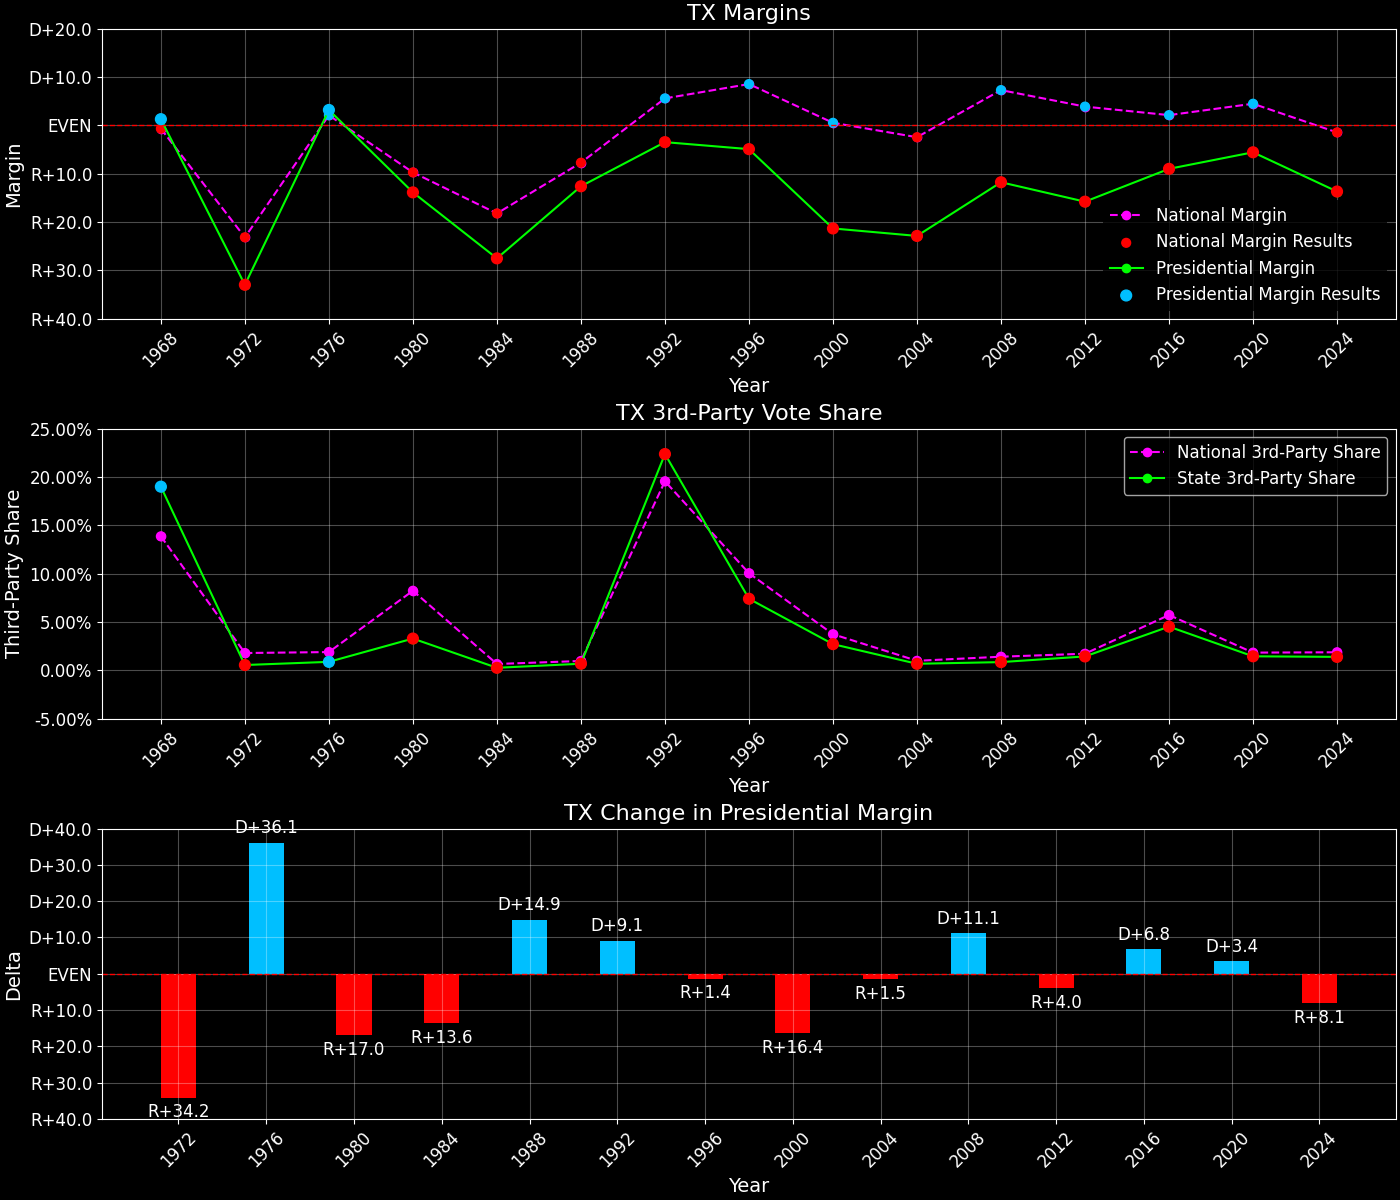 TX Margins
D+20.0
D+10.0
EVEN
R+10.0
R+20.0
R+30.0
R+40.0
Margin
National Margin
National Margin Results
Presidential Margin
Presidential Margin Results
1968
1972
1976
1980
1984
1988
1992
1996
2000
2004
2008
2012
2016
2020
2024
Year
TX 3rd-Party Vote Share
25.00%
20.00%
15.00%
10.00%
5.00%
0.00%
-5.00%
Third-Party Share
National 3rd-Party Share
State 3rd-Party Share
1968
1972
1976
1980
1984
1988
1992
1996
2000
2004
2008
2012
2016
2020
2024
Year
TX Change in Presidential Margin
D+40.0
D+30.0
D+20.0
D+10.0
EVEN
R+10.0
R+20.0
R+30.0
R+40.0
Delta
R+34.2
D+36.1
R+17.0
R+13.6
D+14.9
D+9.1
R+1.4
R+16.4
R+1.5
D+11.1
R+4.0
D+6.8
D+3.4
R+8.1
1972
1976
1980
1984
1988
1992
1996
2000
2004
2008
2012
2016
2020
2024
Year